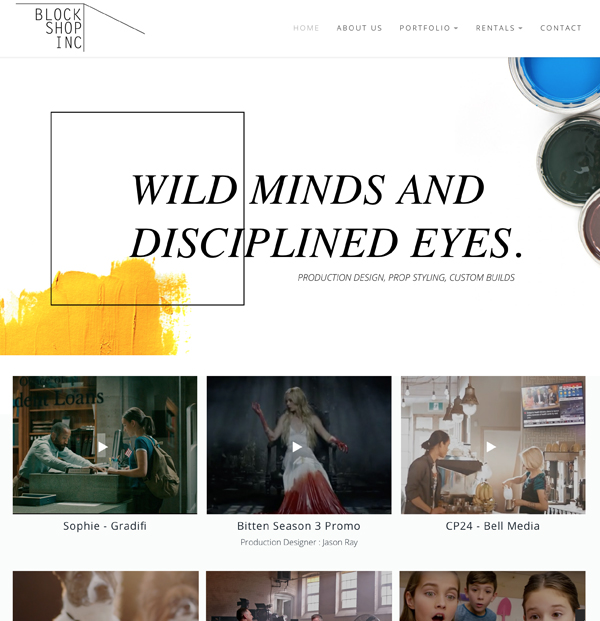 BLOCK
SHOP
INC
HOME ABOUT US PORTFOLIO RENTALS CONTACT
WILD MINDS AND
DISCIPLINED EYES.
PRODUCTION DESIGN, PROP STYLING, CUSTOM BUILDS
dent Loans
Sophie - Gradifi
Bitten Season 3 Promo
CP24 - Bell Media
Production Designer : Jason Ray